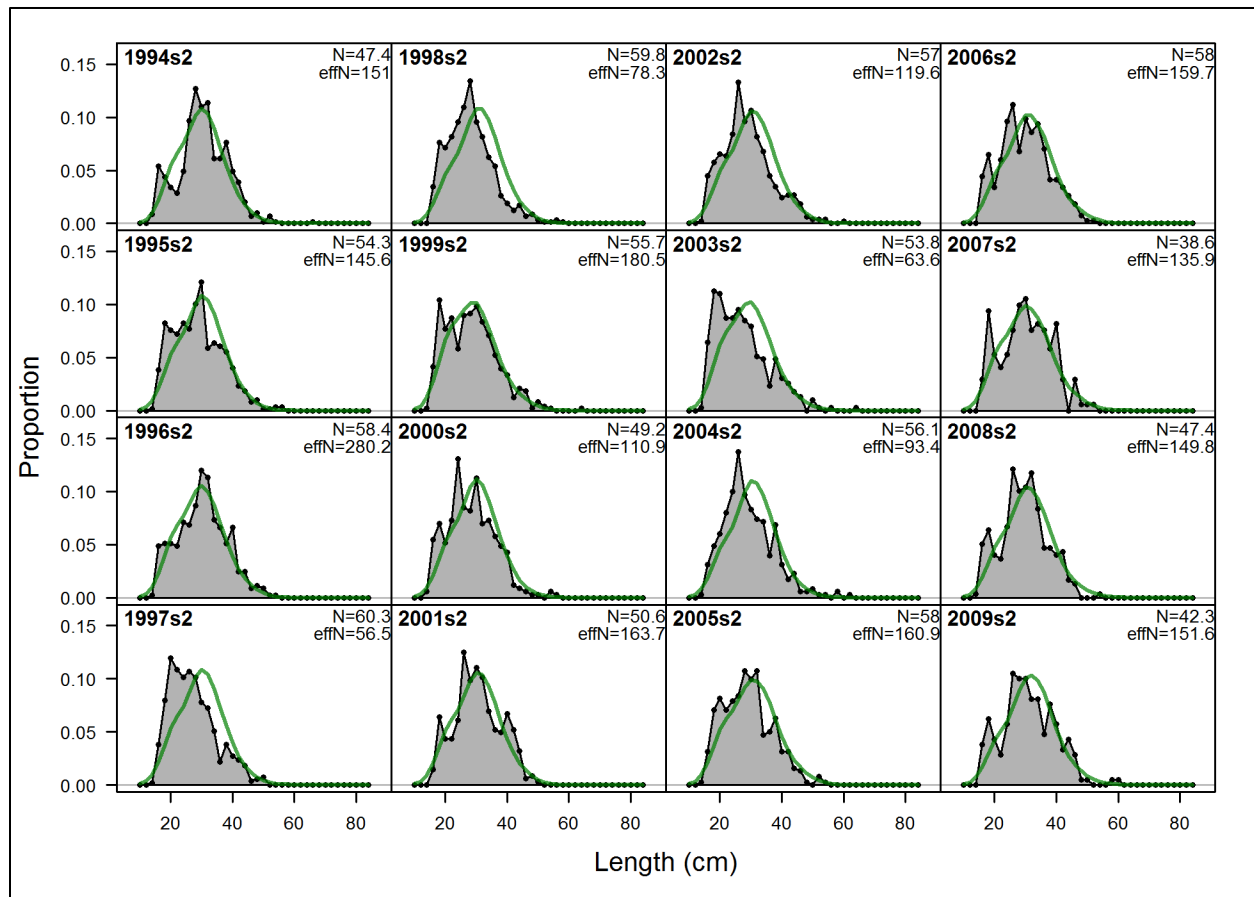 1994s2
N=47.4
effN=151
1998s2
N=59.8
effN=78.3
2002s2
N=57
effN=119.6
2006s2
N=58
effN=159.7
0.15
0.10
0.05
0.00
1995s2
N=54.3
effN=145.6
1999s2
N=55.7
effN=180.5
2003s2
N=53.8
effN=63.6
2007s2
N=38.6
effN=135.9
0.15
0.10
0.05
0.00
1996s2
N=58.4
effN=280.2
2000s2
N=49.2
effN=110.9
2004s2
N=56.1
effN=93.4
2008s2
N=47.4
effN=149.8
0.15
0.10
0.05
0.00
1997s2
N=60.3
effN=56.5
2001s2
N=50.6
effN=163.7
2005s2
N=58
effN=160.9
2009s2
N=42.3
effN=151.6
0.15
0.10
0.05
0.00
Proportion
20 40 60 80 20 40 60 80 20 40 60 80 20 40 60 80
Length (cm)